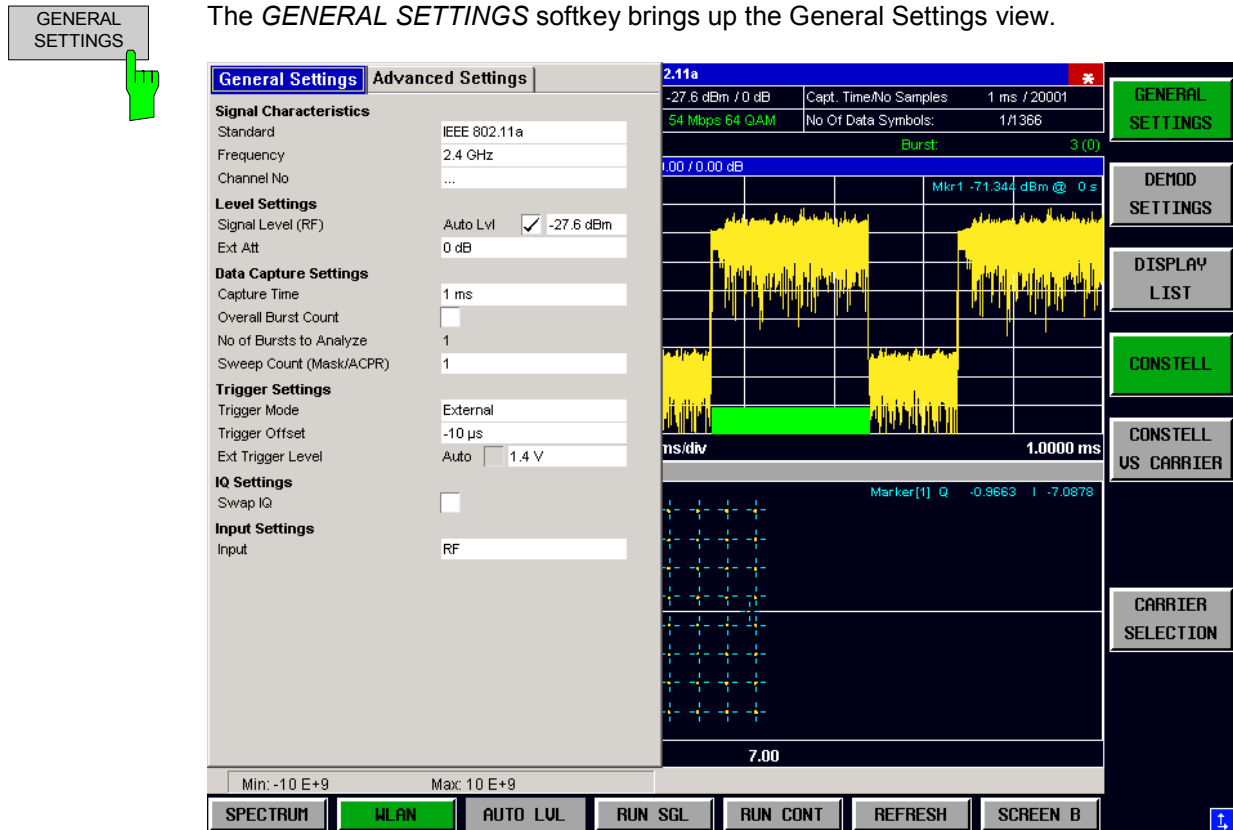 GENERAL
SETTINGS
The GENERAL SETTINGS softkey brings up the General Settings view.
General Settings Advanced Settings
Signal Characteristics
Standard IEEE 802.11a
Frequency 2.4 GHz
Channel No ...
Level Settings
Signal Level (RF) Auto Lvl -27.6 dBm
Ext Att 0 dB
Data Capture Settings
Capture Time 1 ms
Overall Burst Count
No of Bursts to Analyze 1
Sweep Count (Mask/ACPR) 1
Trigger Settings
Trigger Mode External
Trigger Offset -10 µs
Ext Trigger Level Auto 1.4 V
IQ Settings
Swap IQ
Input Settings
Input RF
Min: -10 E+9 Max: 10 E+9
2.11a
-27.6 dBm / 0 dB Capt. Time/No Samples 1 ms / 20001
54 Mbps 64 QAM No Of Data Symbols: 1/1366
Burst: 3 (0)
.00 / 0.00 dB
Mkr1 -71.344 dBm @ 0 s
ms/div 1.0000 ms
Marker[1] Q -0.9663 I -7.0878
7.00
GENERAL
SETTINGS
DEMOD
SETTINGS
DISPLAY
LIST
CONSTELL
CONSTELL
VS CARRIER
CARRIER
SELECTION
SPECTRUM WLAN AUTO LVL RUN SGL RUN CONT REFRESH SCREEN B